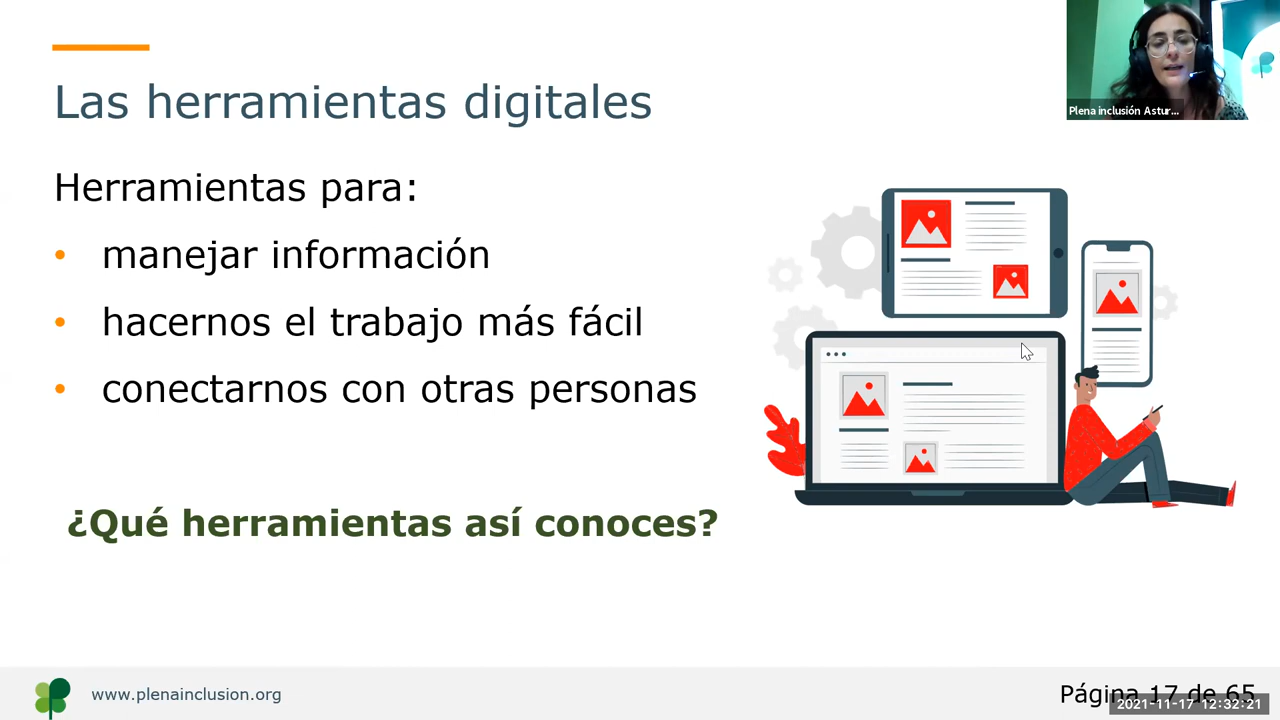 Las herramientas digitales
Herramientas para:
• manejar información
• hacernos el trabajo más fácil
• conectarnos con otras personas
¿Qué herramientas así conoces?
Plena inclusión Astur...
www.plenainclusion.org
Página 17 de 65
2021-11-17 12:32:21